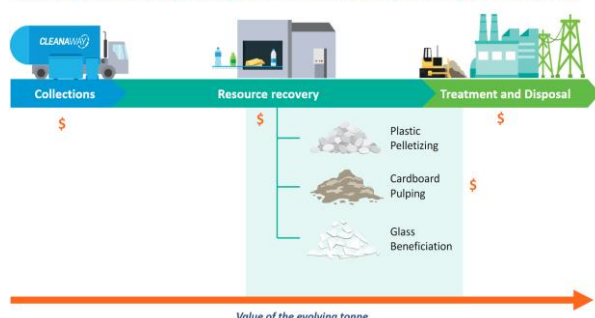 CLEANAWAY
Collections
Resource recovery
Treatment and Disposal
$
$
$
Plastic
Pelletizing
Cardboard
Pulping
$
Glass
Beneficiation
Value of the evolving tonne